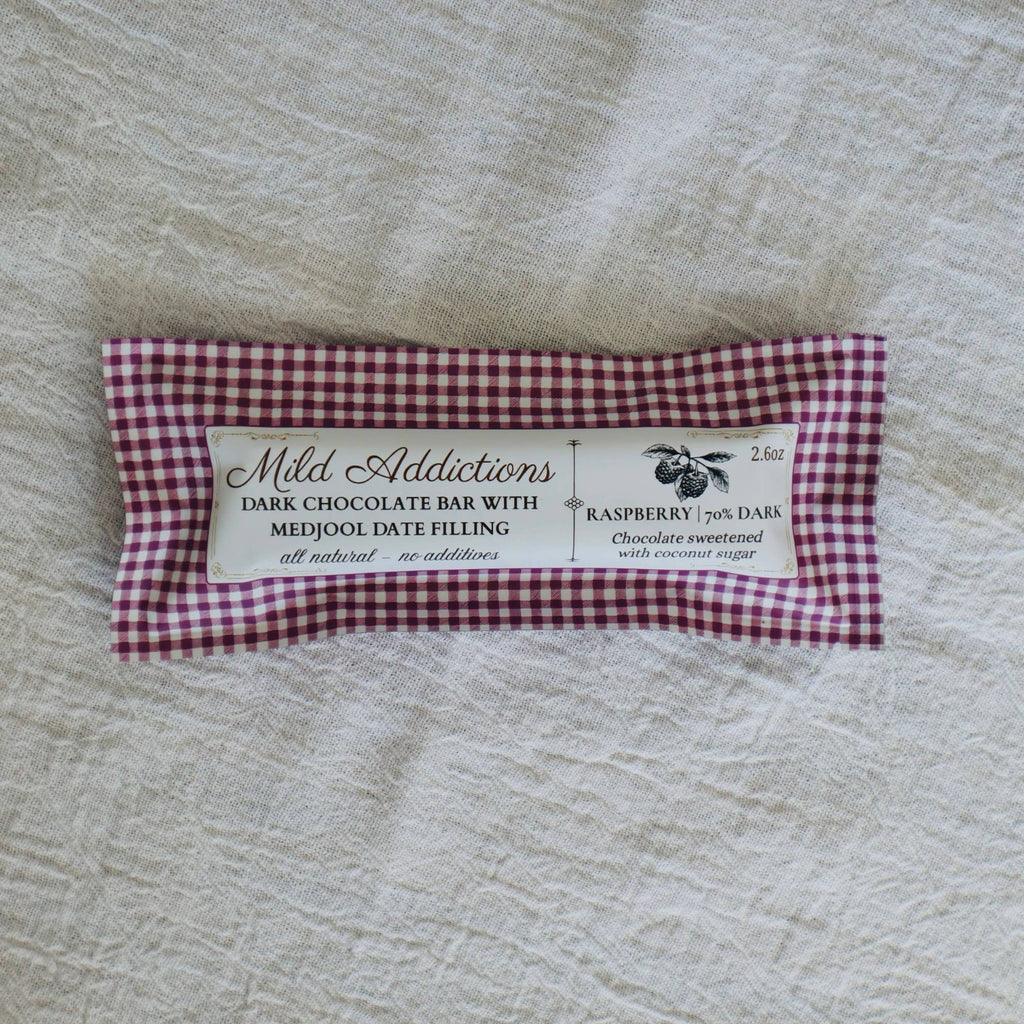 Mild Addictions
DARK CHOCOLATE BAR WITH
MEDJOOL DATE FILLING
all natural – no additives
2.6oz
RASPBERRY | 70% DARK
Chocolate sweetened
with coconut sugar